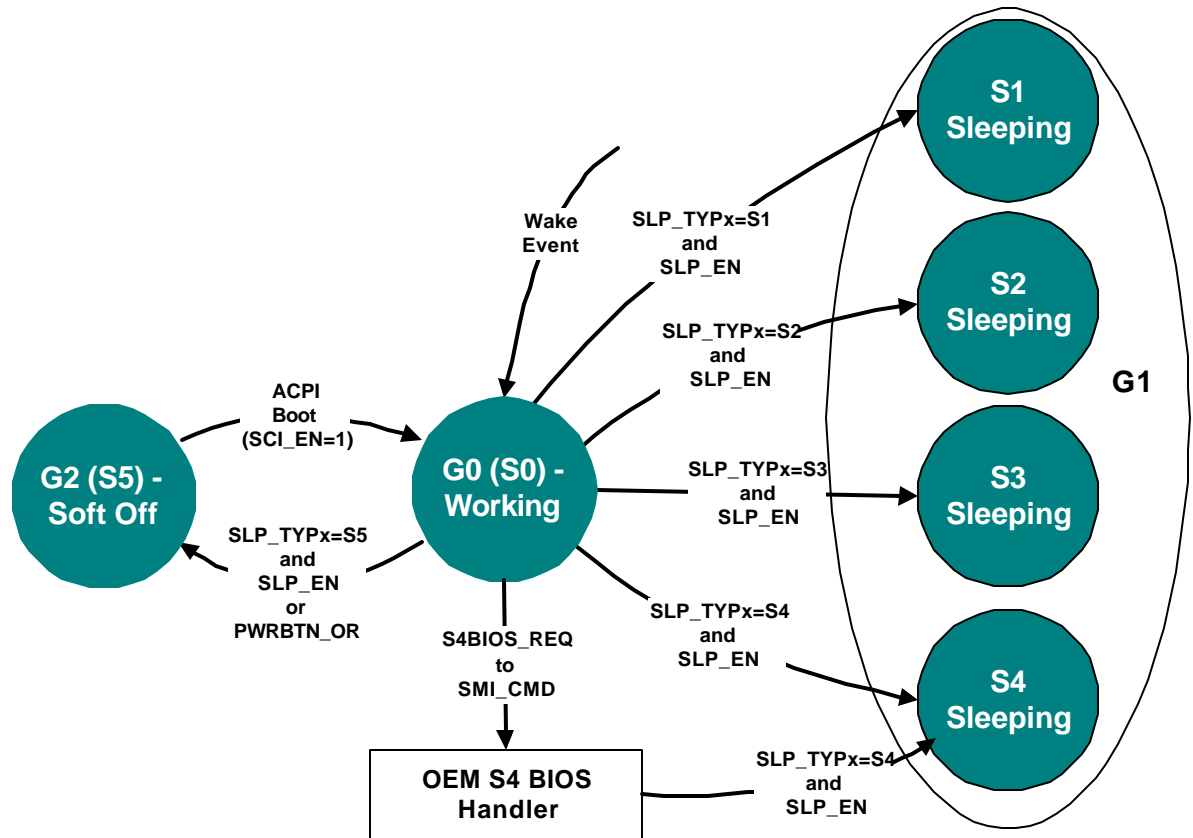 S1
Sleeping
Wake
Event
SLP_TYPx=S1
and
SLP_EN
S2
Sleeping
SLP_TYPx=S2
and
SLP_EN
G1
ACPI
Boot
(SCI_EN=1)
G2 (S5) -
Soft Off
G0 (S0) -
Working
SLP_TYPx=S3
and
SLP_EN
S3
Sleeping
SLP_TYPx=S5
and
SLP_EN
or
PWRBTN_OR
SLP_TYPx=S4
and
SLP_EN
S4BIOS_REQ
to
SMI_CMD
S4
Sleeping
OEM S4 BIOS
Handler
SLP_TYPx=S4
and
SLP_EN